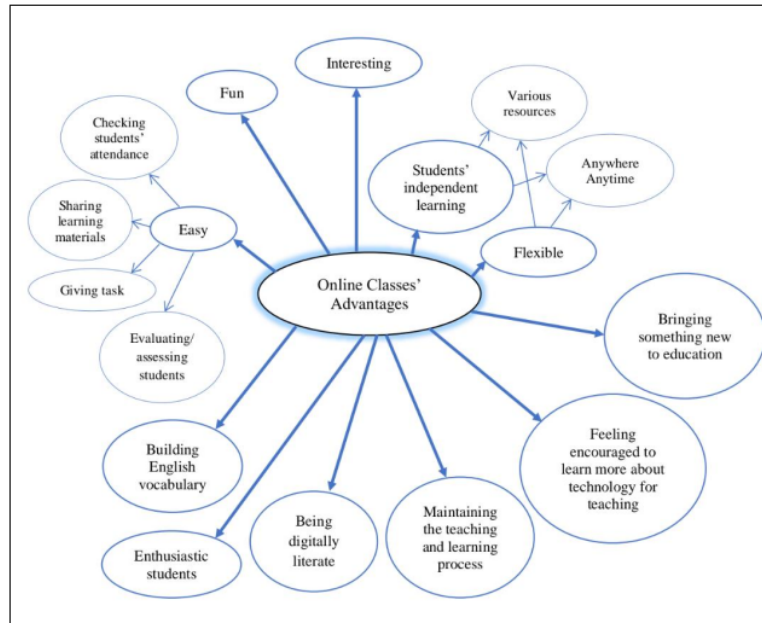 Interesting
Fun
Various
resources
Checking
students'
attendance
Students'
independent
learning
Anywhere
Anytime
Sharing
learning
materials
Easy
Flexible
Giving task
Online Classes'
Advantages
Evaluating/
assessing
students
Bringing
something new
to education
Building
English
vocabulary
Feeling
encouraged to
learn more about
technology for
teaching
Enthusiastic
students
Being
digitally
literate
Maintaining
the teaching
and learning
process